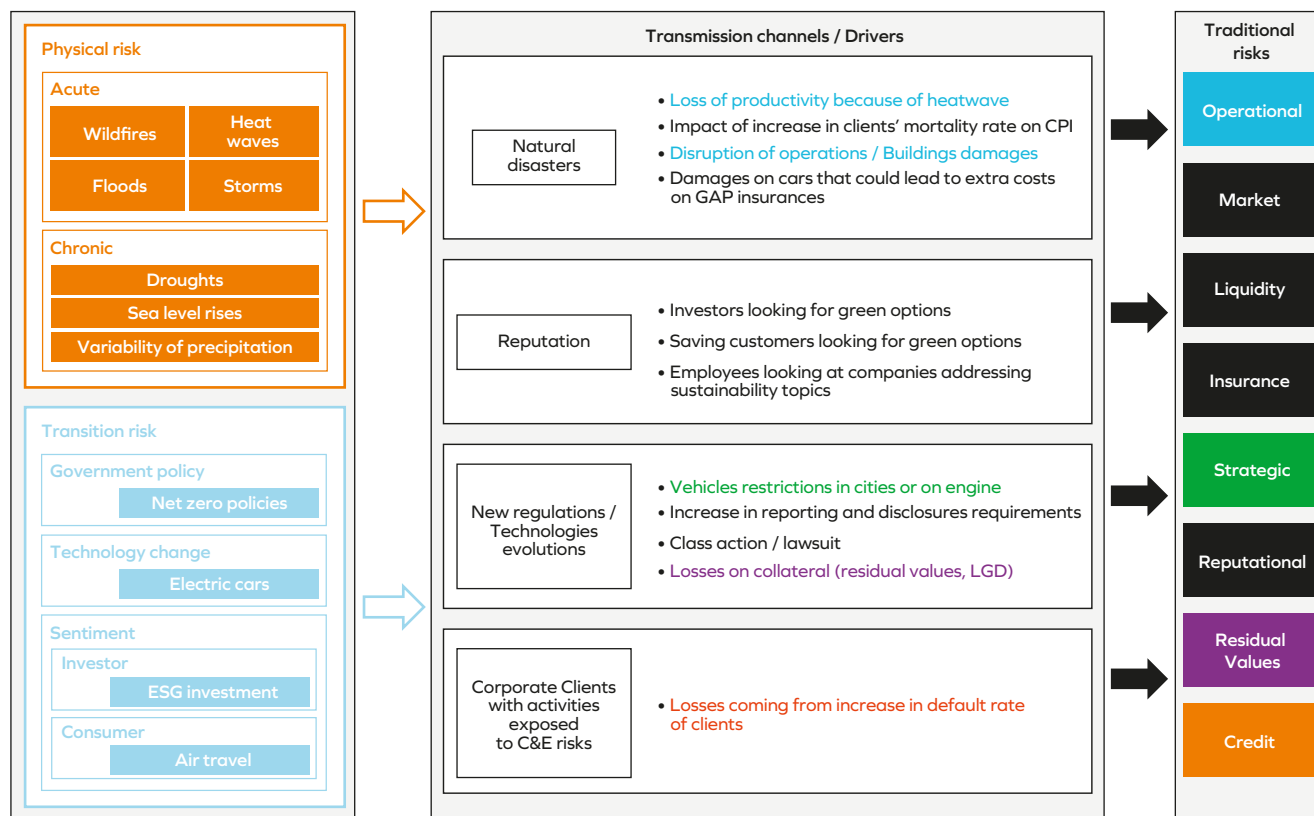 Physical risk
Acute
Wildfires
Heat
waves
Floods
Storms
Chronic
Droughts
Sea level rises
Variability of precipitation
Transition risk
Government policy
Net zero policies
Technology change
Electric cars
Sentiment
Investor
ESG investment
Consumer
Air travel
Transmission channels / Drivers
Natural
disasters
• Loss of productivity because of heatwave
• Impact of increase in clients’ mortality rate on CPI
• Disruption of operations / Buildings damages
• Damages on cars that could lead to extra costs
on GAP insurances
Reputation
• Investors looking for green options
• Saving customers looking for green options
• Employees looking at companies addressing
sustainability topics
New regulations /
Technologies
evolutions
• Vehicles restrictions in cities or on engine
• Increase in reporting and disclosures requirements
• Class action / lawsuit
• Losses on collateral (residual values, LGD)
Corporate Clients
with activities
exposed
to C&E risks
• Losses coming from increase in default rate
of clients
Traditional
risks
Operational
Market
Liquidity
Insurance
Strategic
Reputational
Residual
Values
Credit